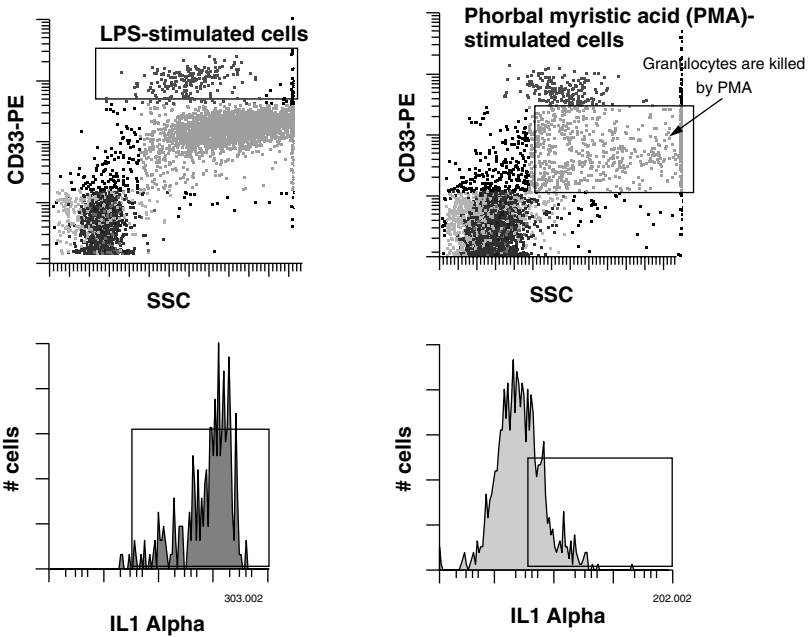 LPS-stimulated cells
CD33-PE
SSC
Phorbal myristic acid (PMA)-
stimulated cells
Granulocytes are killed
by PMA
CD33-PE
SSC
# cells
303.002
IL1 Alpha
# cells
202.002
IL1 Alpha